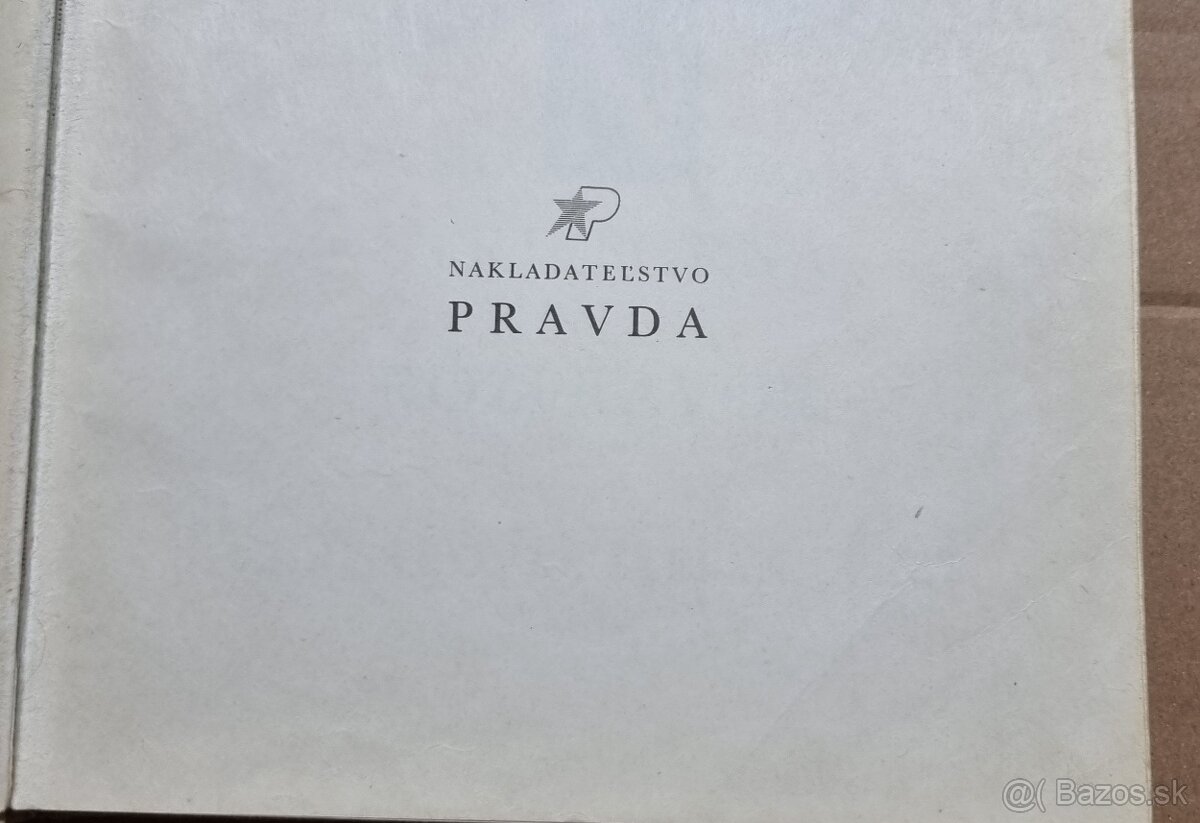 P
NAKLADATEĽSTVO
PRAVDA
@( Bazos.sk